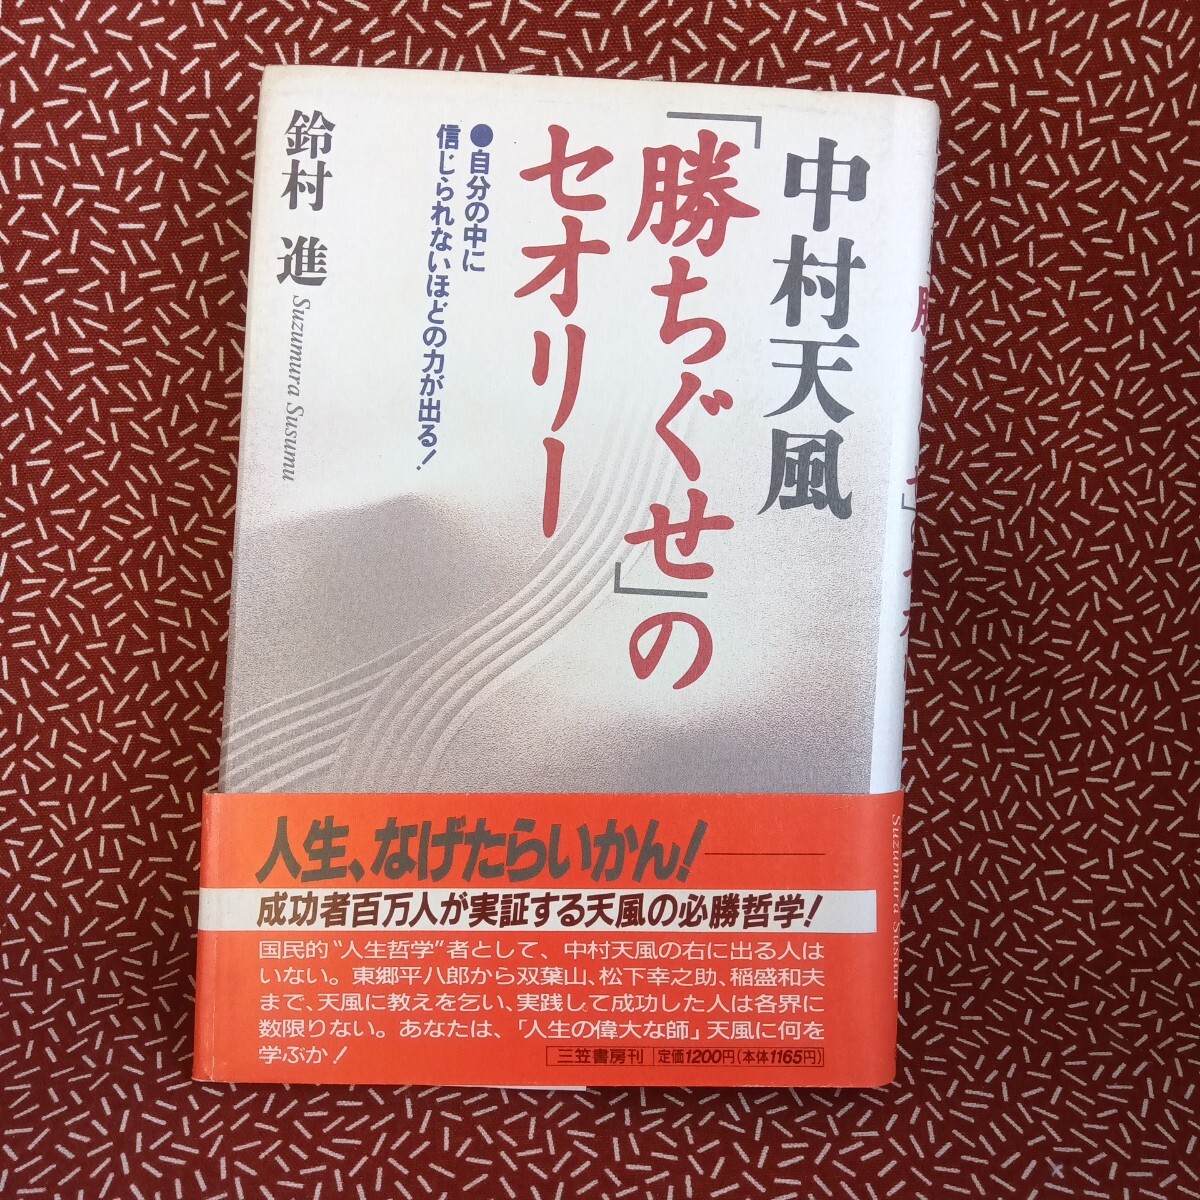 中村天風
「勝ちぐせ」の
セオリー
●自分の中に
信じられないほどの力が出る!
鈴村 進
Suzumura Susumu
人生、なげたらいかん!
成功者百万人が実証する天風の必勝哲学!
国民的“人生哲学”者として、中村天風の右に出る人は
いない。東郷平八郎から双葉山、松下幸之助、稲盛和夫
まで、天風に教えを乞い、実践して成功した人は各界に
数限りない。あなたは、「人生の偉大な師」天風に何を
学ぶか!
三笠書房刊 定価1200円(本体1165円)
Suzumura Susumu